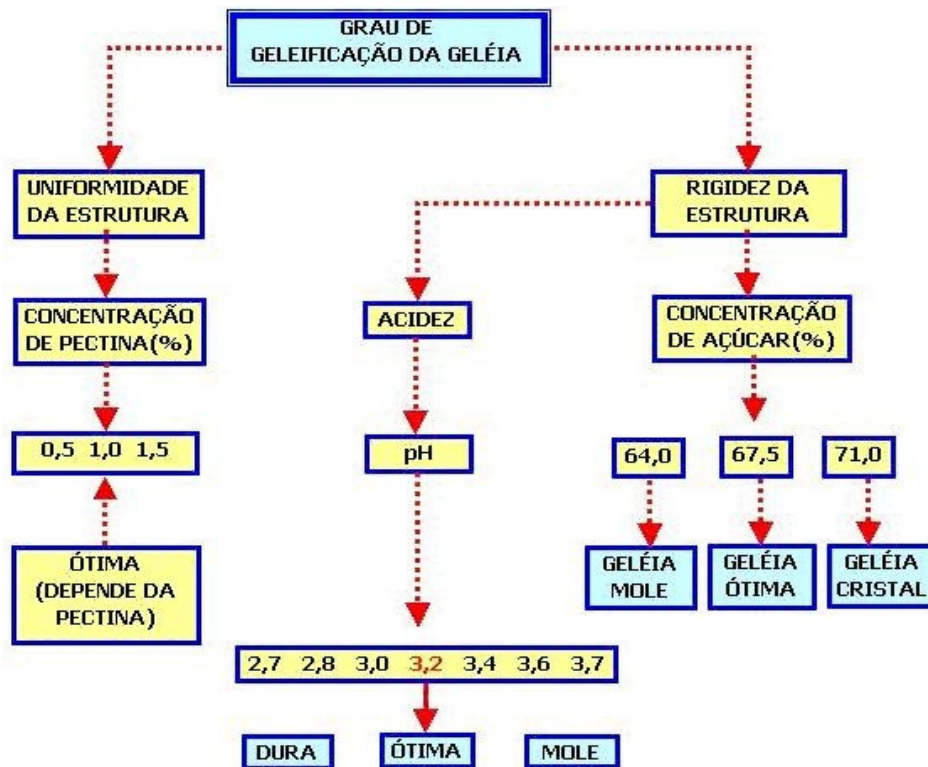 GRAU DE
GELEIFICAÇÃO DA GELÉIA
UNIFORMIDADE
DA ESTRUTURA
RIGIDEZ DA
ESTRUTURA
CONCENTRAÇÃO
DE PECTINA(%)
ACIDEZ
CONCENTRAÇÃO
DE AÇÚCAR(%)
0,5 1,0 1,5
pH
64,0
67,5
71,0
ÓTIMA
(DEPENDE DA
PECTINA)
GELÉIA
MOLE
GELÉIA
ÓTIMA
GELÉIA
CRISTAL
2,7 2,8 3,0 3,2 3,4 3,6 3,7
DURA
ÓTIMA
MOLE